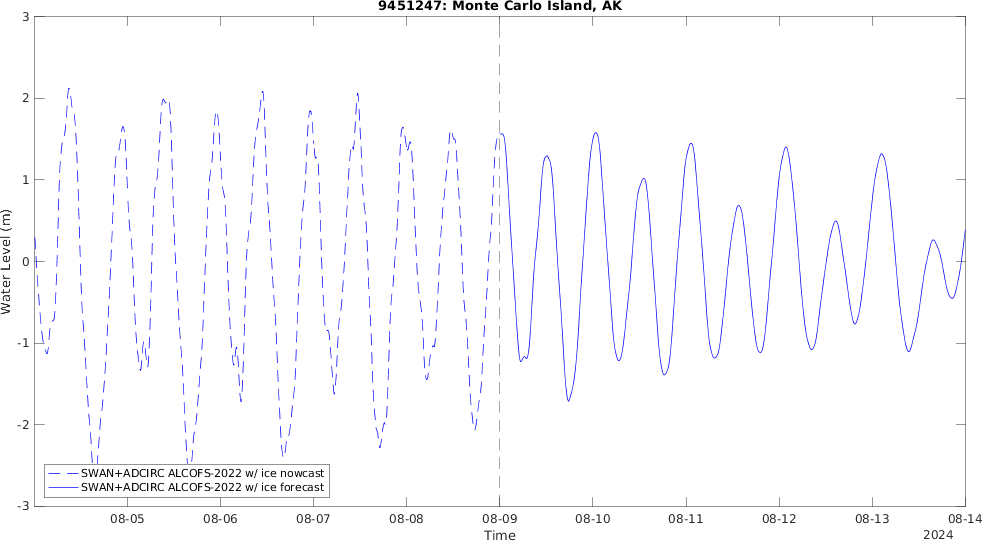 9451247: Monte Carlo Island, AK
3
2
1
0
-1
-2
-3
Water Level (m)
SWAN+ADCIRC ALCOFS-2022 w/ ice nowcast
SWAN+ADCIRC ALCOFS-2022 w/ ice forecast
08-05 08-06 08-07 08-08 08-09 08-10 08-11 08-12 08-13 08-14
Time
2024